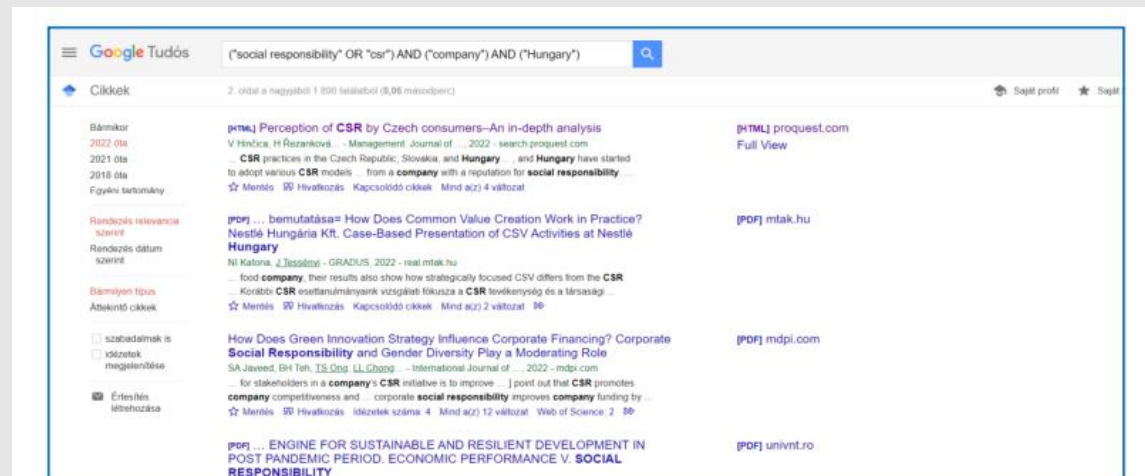 Google Tudós
("social responsibility" OR "csr") AND ("company") AND ("Hungary")
Cikkek
2. oldal a nagyjából 1 890 találatból (0,06 másodperc)
Saját profil
Saját
Bármikor
2022 óta
2021 óta
2018 óta
Egyéni tartomány
Rendezés relevancia
szerint
Rendezés dátum
szerint
Bármilyen típus
Áttekintő cikkek
szabadalmak is
idézetek
megjelenítése
Értesítés
létrehozása
[HTML] Perception of CSR by Czech consumers–An in-depth analysis
V Hinčica, H Řezanková... - Management: Journal of ..., 2022 - search.proquest.com
... CSR practices in the Czech Republic, Slovakia, and Hungary ... , and Hungary have started
to adopt various CSR models ... from a company with a reputation for social responsibility ...
Mentés Hivatkozás Kapcsolódó cikkek Mind a(z) 4 változat
[HTML] proquest.com
Full View
[PDF] ... bemutatása= How Does Common Value Creation Work in Practice?
Nestlé Hungária Kft. Case-Based Presentation of CSV Activities at Nestlé
Hungary
NI Katona, J Tessényi - GRADUS, 2022 - real.mtak.hu
... food company, their results also show how strategically focused CSV differs from the CSR
... Korábbi CSR esettanulmányaink vizsgálati fókusza a CSR tevékenység és a társasági ...
Mentés Hivatkozás Kapcsolódó cikkek Mind a(z) 2 változat
[PDF] mtak.hu
How Does Green Innovation Strategy Influence Corporate Financing? Corporate
Social Responsibility and Gender Diversity Play a Moderating Role
SA Javeed, BH Teh, TS Ong, LL Chong... - International Journal of ..., 2022 - mdpi.com
... for stakeholders in a company's CSR initiative is to improve ... ] point out that CSR promotes
company competitiveness and ... corporate social responsibility improves company funding by ...
Mentés Hivatkozás Idézetek száma: 4 Mind a(z) 12 változat Web of Science: 2
[PDF] mdpi.com
[PDF] ... ENGINE FOR SUSTAINABLE AND RESILIENT DEVELOPMENT IN
POST PANDEMIC PERIOD. ECONOMIC PERFORMANCE V. SOCIAL
RESPONSIBILITY
[PDF] univnt.ro